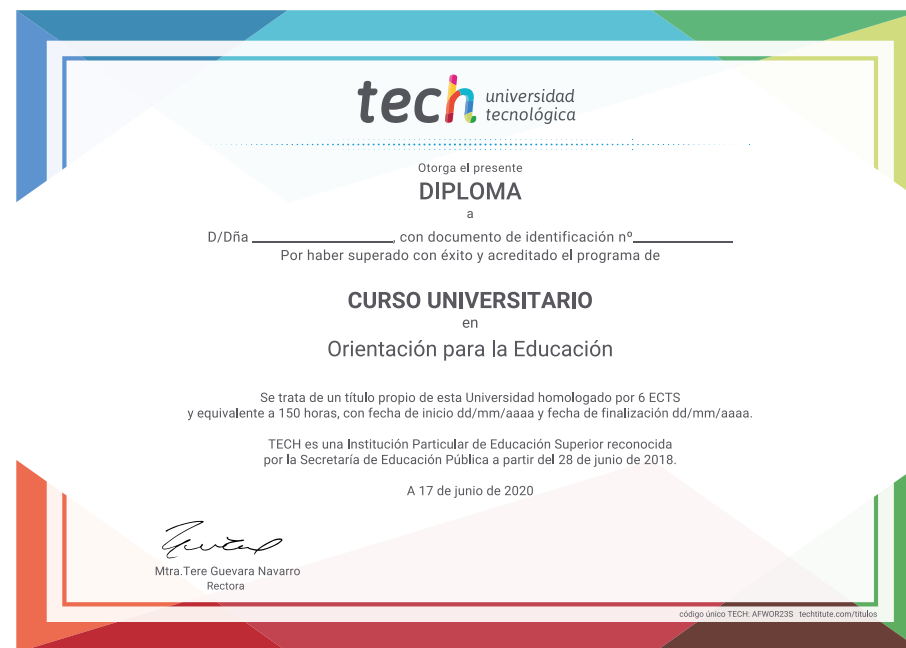 tech universidad
tecnológica
Otorga el presente
DIPLOMA
a
D/Dña ____________________, con documento de identificación nº______________
Por haber superado con éxito y acreditado el programa de
CURSO UNIVERSITARIO
en
Orientación para la Educación
Se trata de un título propio de esta Universidad homologado por 6 ECTS
y equivalente a 150 horas, con fecha de inicio dd/mm/aaaa y fecha de finalización dd/mm/aaaa.
TECH es una Institución Particular de Educación Superior reconocida
por la Secretaría de Educación Pública a partir del 28 de junio de 2018.
A 17 de junio de 2020
Mtra.Tere Guevara Navarro
Rectora
código único TECH: AFWOR23S techtitute.com/titulos